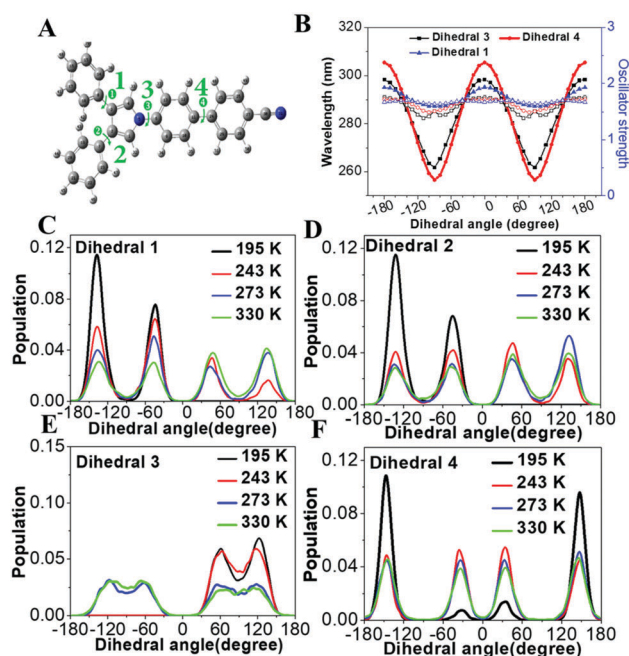 A
1
2
3
4
1
2
3
4
B
Dihedral 3
Dihedral 4
Dihedral 1
Wavelength (nm)
320
300
280
260
3
2
1
0
Oscillator strength
-180
-120
-60
0
60
120
180
Dihedral angle (degree)
C
Dihedral 1
195 K
243 K
273 K
330 K
Population
0.12
0.08
0.04
0.00
-180 -120 -60 0 60 120 180
Dihedral angle(degree)
D
Dihedral 2
195 K
243 K
273 K
330 K
Population
0.12
0.08
0.04
0.00
-180 -120 -60 0 60 120 180
Dihedral angle(degree)
E
Dihedral 3
195 K
243 K
273 K
330 K
Population
0.15
0.10
0.05
0.00
-180 -120 -60 0 60 120 180
Dihedral angle(degree)
F
Dihedral 4
195 K
243 K
273 K
330 K
Population
0.12
0.08
0.04
0.00
-180 -120 -60 0 60 120 180
Dihedral angle(degree)